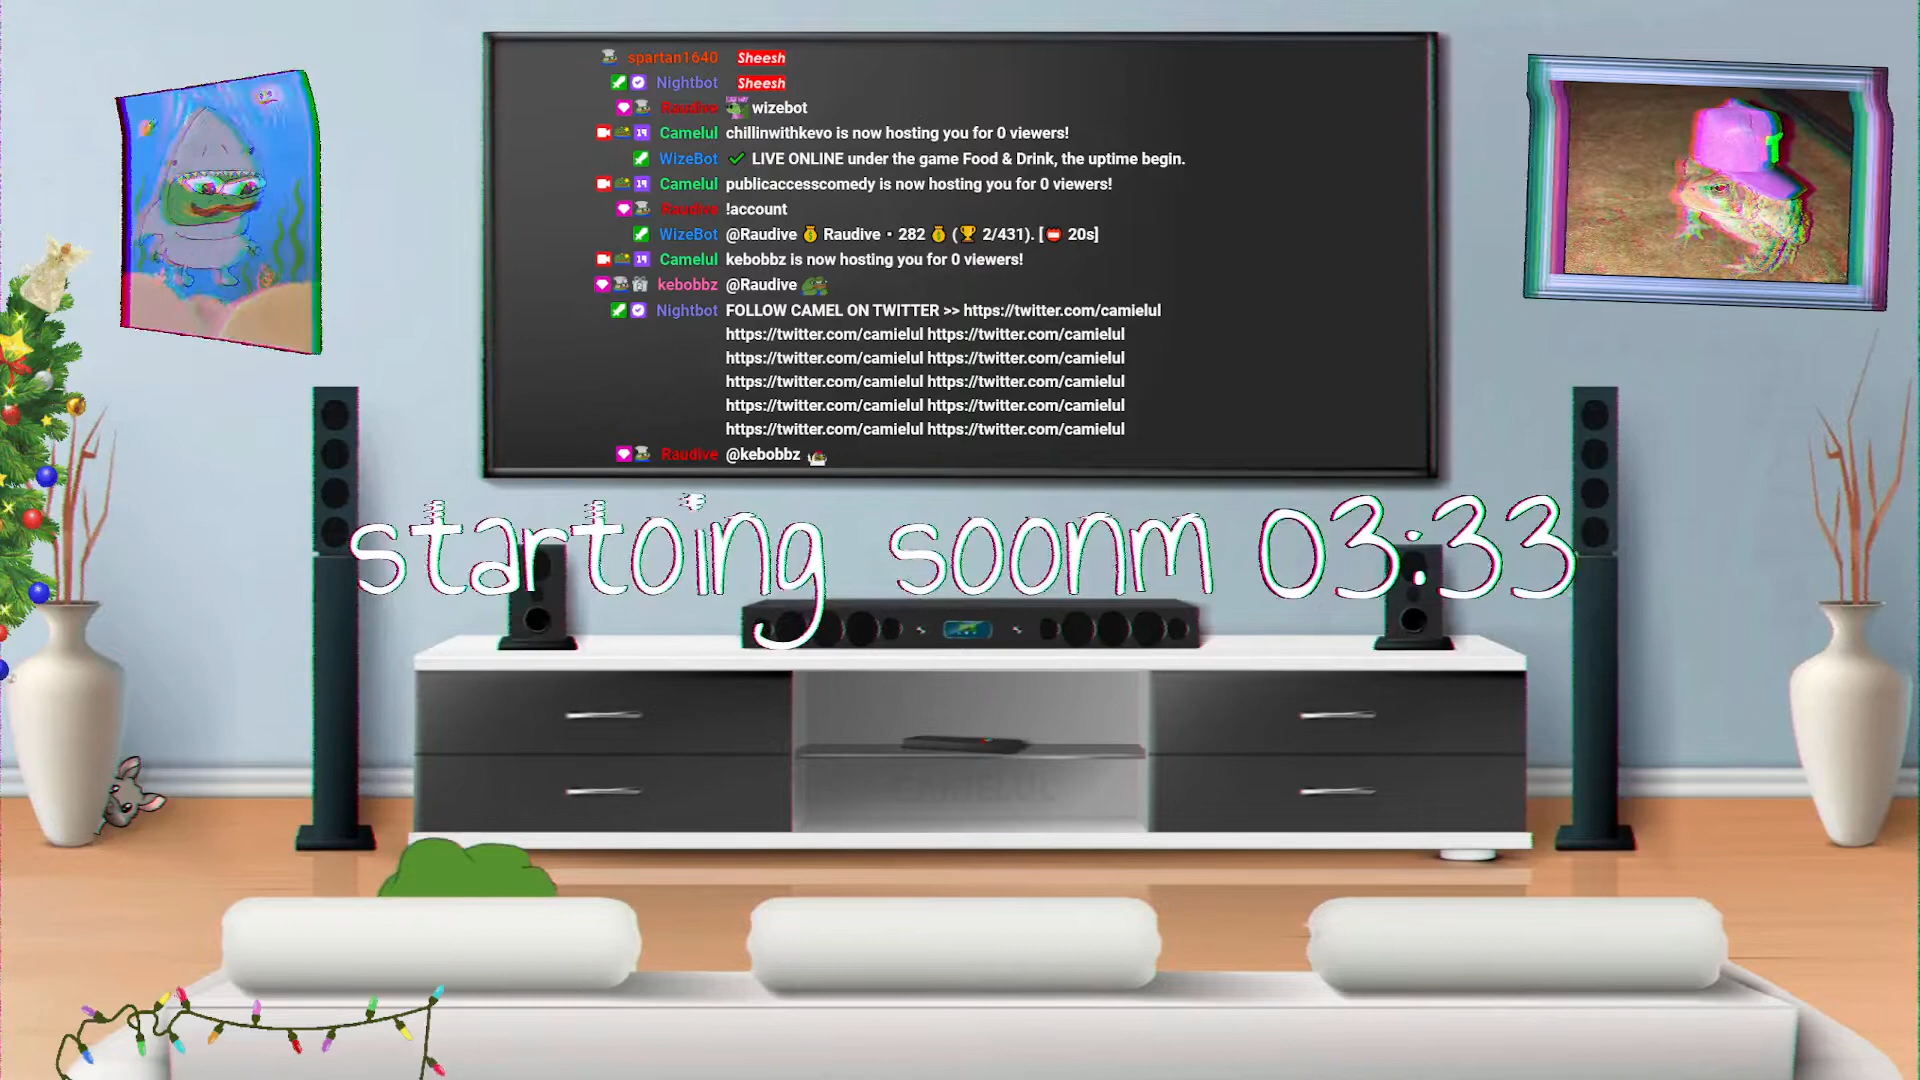 spartan1640 Sheesh
Nightbot Sheesh
Raudive wizebot
Camelul chillinwithkevo is now hosting you for 0 viewers!
WizeBot LIVE ONLINE under the game Food & Drink, the uptime begin.
Camelul publicaccesscomedy is now hosting you for 0 viewers!
Raudive !account
WizeBot @Raudive 💰 Raudive • 282 💰 (🏆 2/431). [📛 20s]
Camelul kebobbz is now hosting you for 0 viewers!
kebobbz @Raudive
Nightbot FOLLOW CAMEL ON TWITTER >> https://twitter.com/camielul
https://twitter.com/camielul https://twitter.com/camielul
https://twitter.com/camielul https://twitter.com/camielul
https://twitter.com/camielul https://twitter.com/camielul
https://twitter.com/camielul https://twitter.com/camielul
https://twitter.com/camielul https://twitter.com/camielul
Raudive @kebobbz
startoing soonm 03:33
CAMIELUL